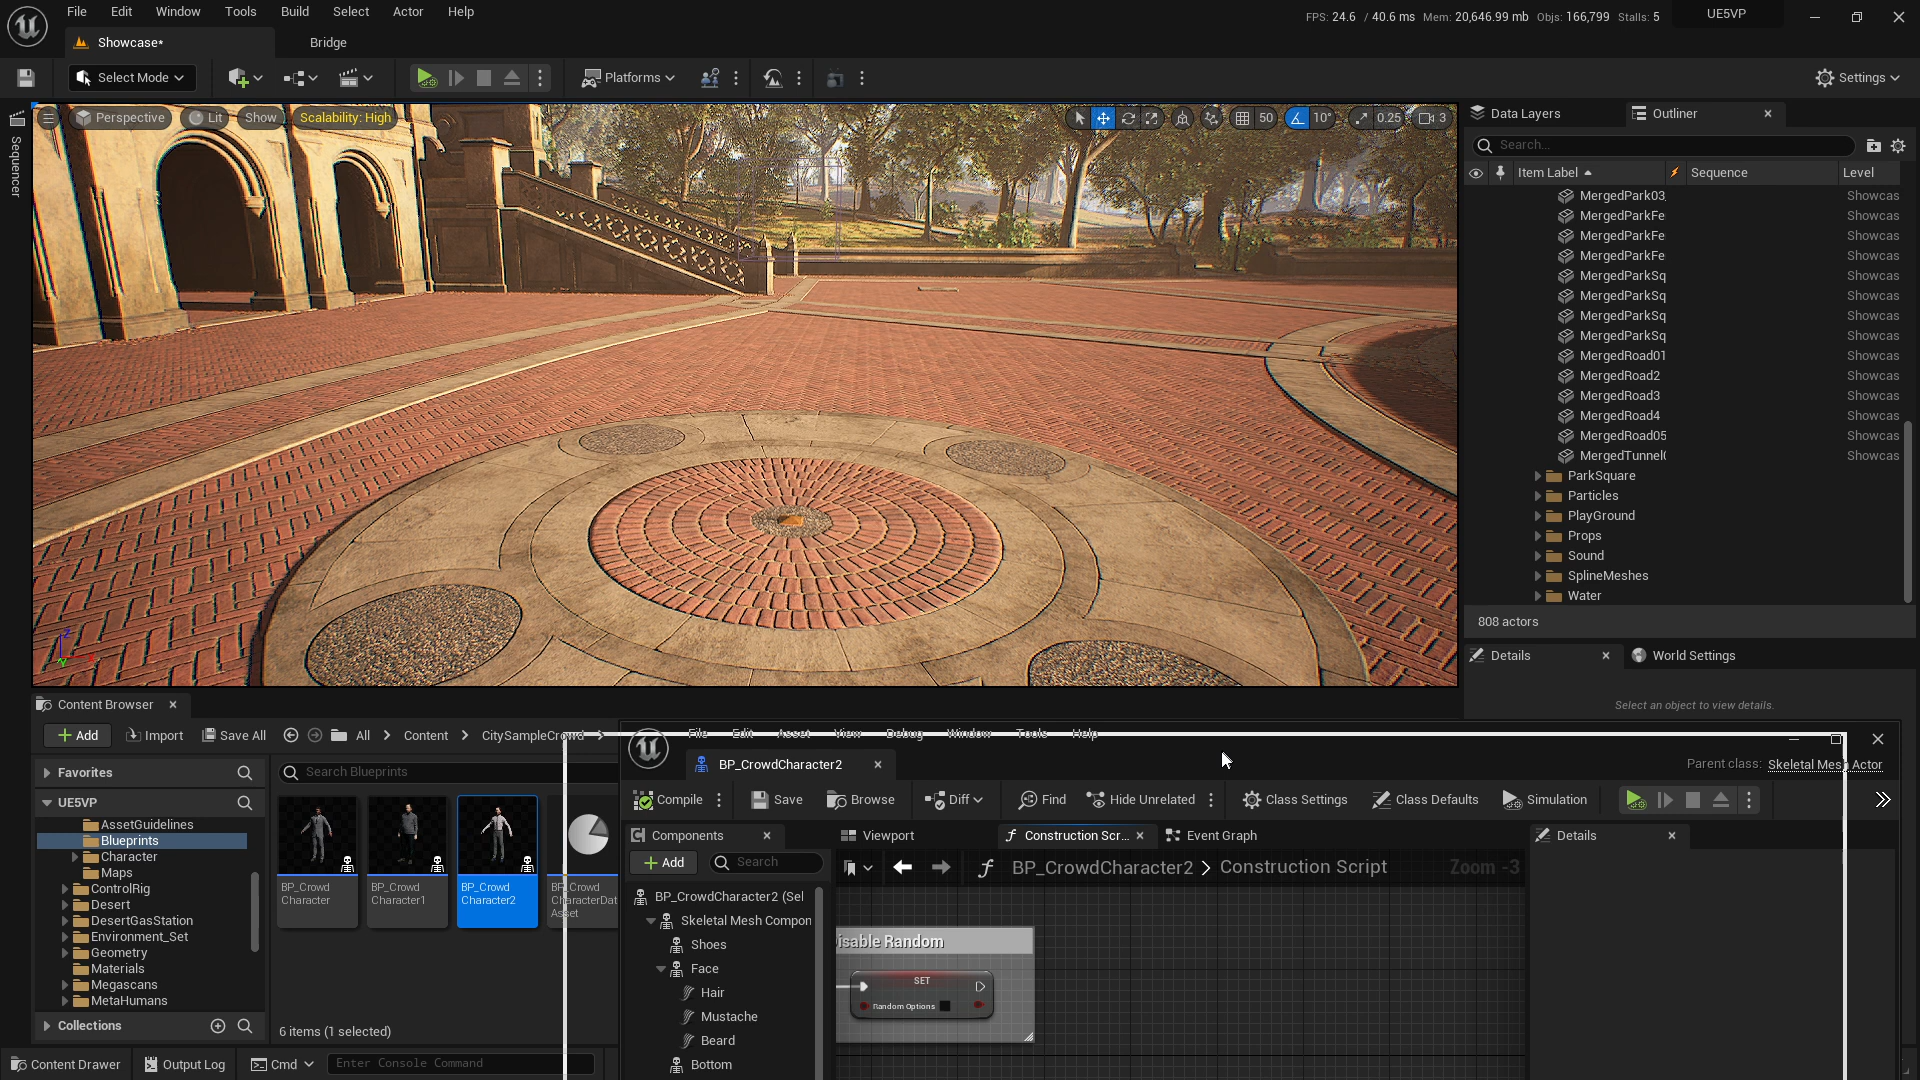 File Edit Window Tools Build Select Actor Help
FPS: 24.6 / 40.6 ms Mem: 20,646.99 mb Objs: 166,799 Stalls: 5 UE5VP
Showcase* Bridge
Select Mode Platforms Settings
Sequencer
Perspective Lit Show Scalability: High 50 10° 0.25 3
Data Layers Outliner
Search...
Item Label Sequence Level
MergedPark03 Showcas
MergedParkFe Showcas
MergedParkFe Showcas
MergedParkFe Showcas
MergedParkSq Showcas
MergedParkSq Showcas
MergedParkSq Showcas
MergedParkSq Showcas
MergedRoad01 Showcas
MergedRoad2 Showcas
MergedRoad3 Showcas
MergedRoad4 Showcas
MergedRoad05 Showcas
MergedTunnel Showcas
ParkSquare
Particles
PlayGround
Props
Sound
SplineMeshes
Water
808 actors
Details World Settings
Select an object to view details.
Z
Y
Content Browser
Add Import Save All All Content CitySampleCrowd
Favorites
UE5VP
AssetGuidelines
Blueprints
Character
Maps
ControlRig
Desert
DesertGasStation
Environment_Set
Geometry
Materials
Megascans
MetaHumans
Collections
Search Blueprints
BP_Crowd
Character
BP_Crowd
Character1
BP_Crowd
Character2
BP_Crowd
CharacterDat
Asset
6 items (1 selected)
File Edit Asset View Debug Window Tools Help
BP_CrowdCharacter2
Parent class: Skeletal Mesh Actor
Compile Save Browse Diff Find Hide Unrelated Class Settings Class Defaults Simulation
Components Viewport Construction Scr... Event Graph Details
Add Search
BP_CrowdCharacter2 > Construction Script Zoom -3
BP_CrowdCharacter2 (Sel
Skeletal Mesh Compon
Shoes
Face
Hair
Mustache
Beard
Bottom
isable Random
SET
Random Options
Content Drawer Output Log Cmd Enter Console Command